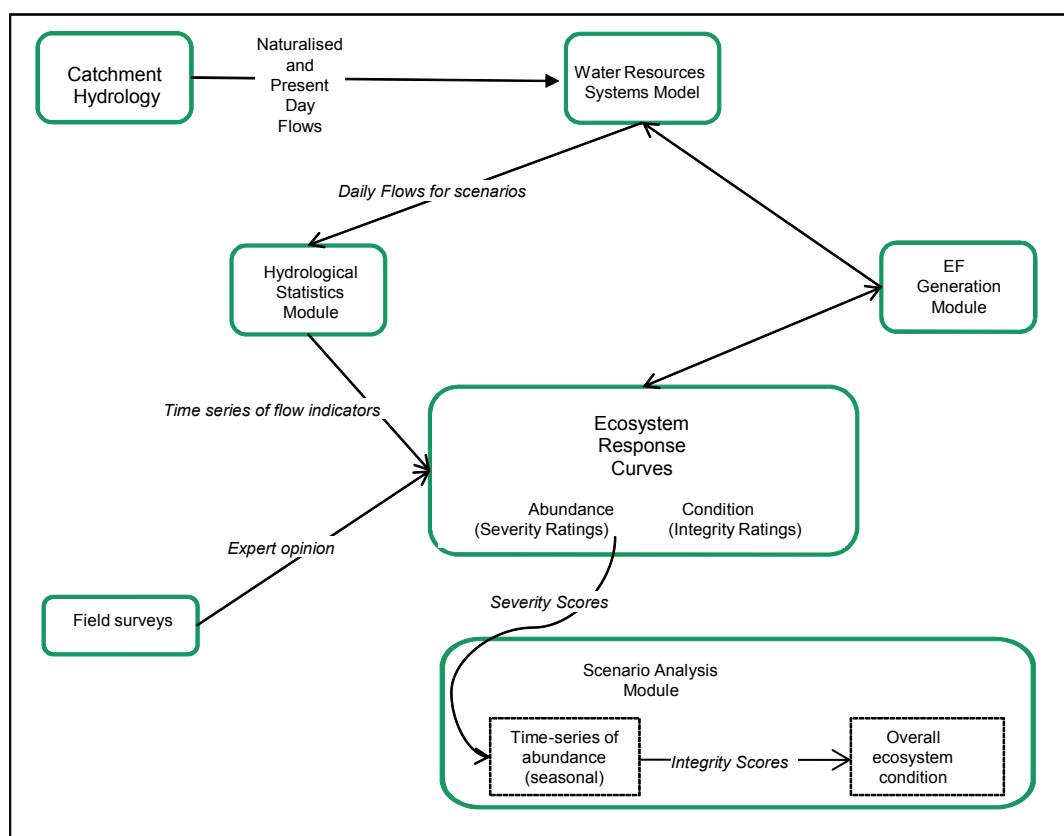 Catchment
Hydrology
Naturalised
and
Present
Day
Flows
Water Resources
Systems Model
Daily Flows for scenarios
Hydrological
Statistics
Module
EF
Generation
Module
Time series of flow indicators
Ecosystem
Response
Curves
Abundance
(Severity Ratings)
Condition
(Integrity Ratings)
Expert opinion
Field surveys
Severity Scores
Scenario Analysis
Module
Time-series of
abundance
(seasonal)
Integrity Scores
Overall
ecosystem
condition